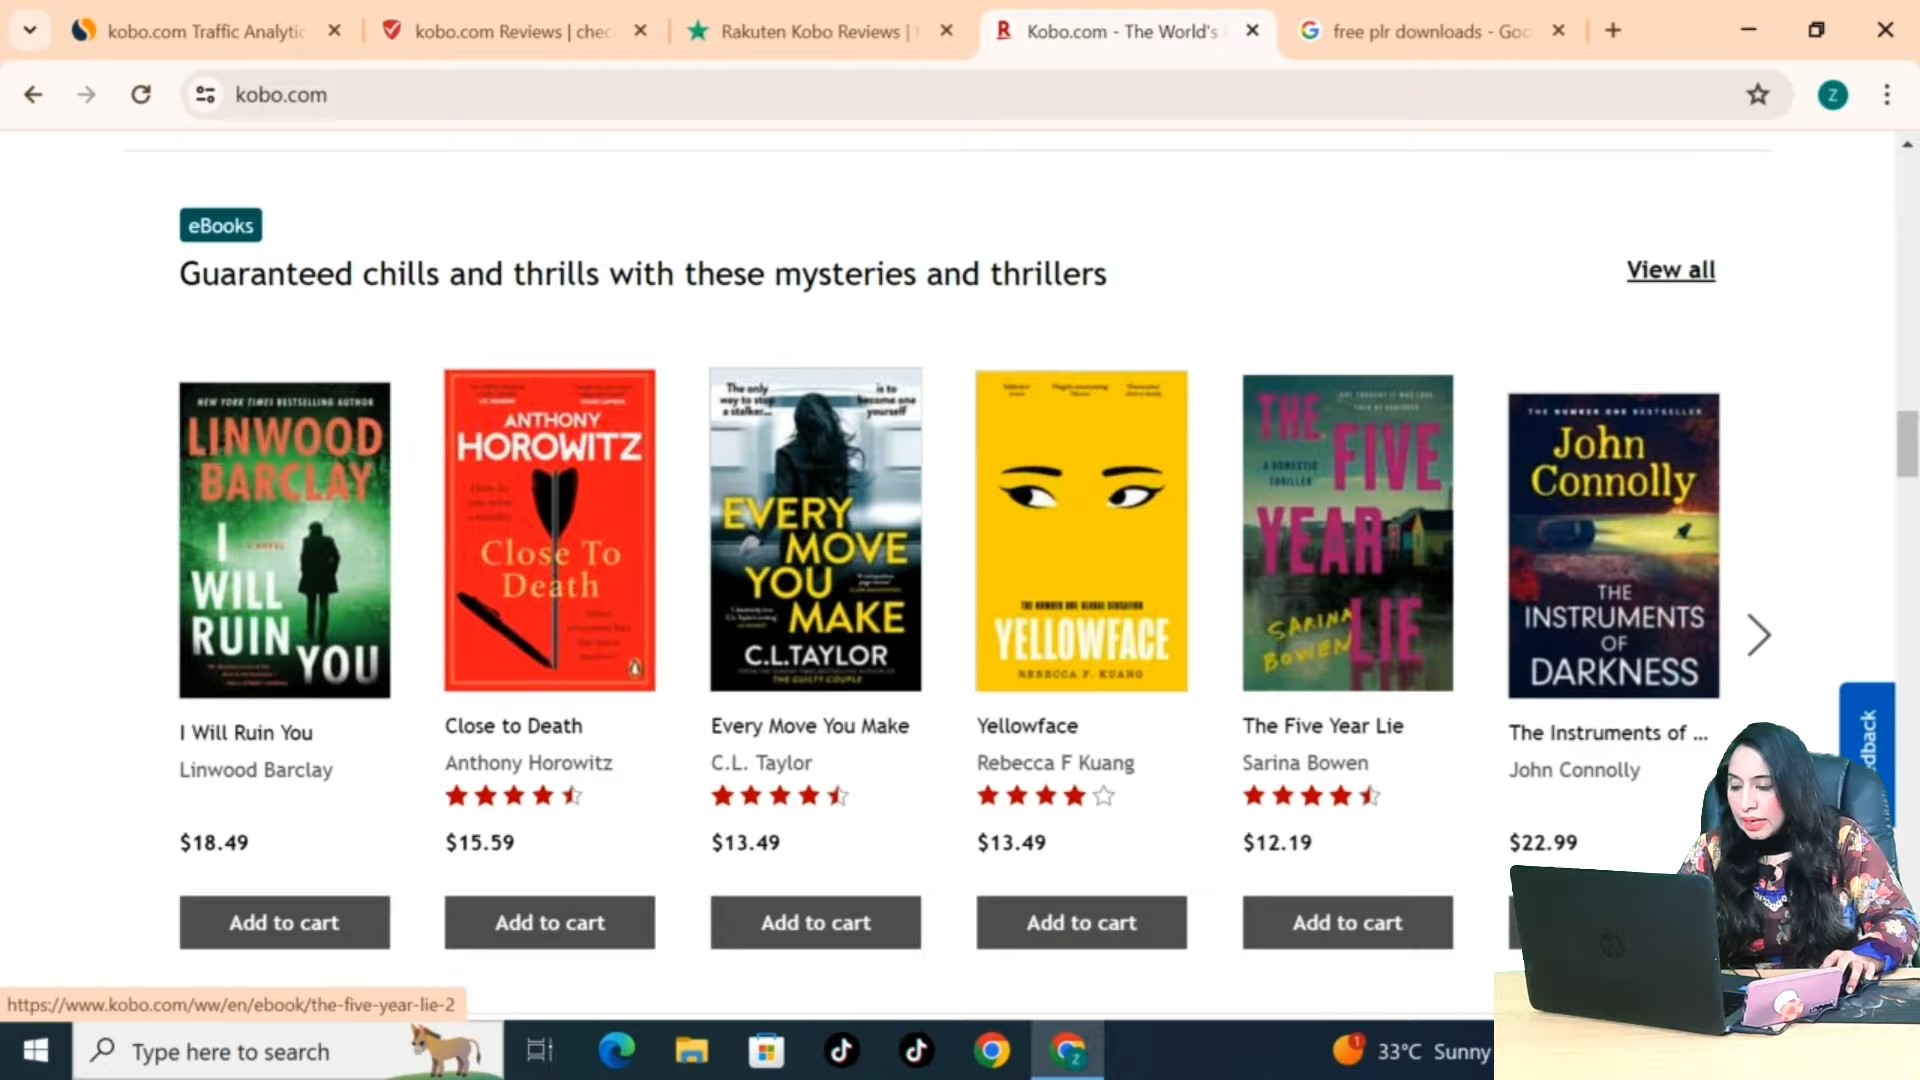 kobo.com Traffic Analytic
kobo.com Reviews | chec
Rakuten Kobo Reviews |
Kobo.com - The World's
free plr downloads - Goo
kobo.com
Z
eBooks
Guaranteed chills and thrills with these mysteries and thrillers
View all
NEW YORK TIMES BESTSELLING AUTHOR
LINWOOD
BARCLAY
I
A NOVEL
WILL
RUIN
YOU
ANTHONY
HOROWITZ
Close To
Death
The only
way to stop
a stalker...
is to
become one
yourself
EVERY
MOVE
YOU
MAKE
C.L.TAYLOR
THE GUILTY COUPLE
THE NUMBER ONE GLOBAL SENSATION
YELLOWFACE
REBECCA F. KUANG
THE
FIVE
A DOMESTIC
THRILLER
YEAR
LIE
SARINA
BOWEN
THE NUMBER ONE BESTSELLER
John
Connolly
THE
INSTRUMENTS
OF
DARKNESS
I Will Ruin You
Linwood Barclay
$18.49
Add to cart
Close to Death
Anthony Horowitz
$15.59
Add to cart
Every Move You Make
C.L. Taylor
$13.49
Add to cart
Yellowface
Rebecca F Kuang
$13.49
Add to cart
The Five Year Lie
Sarina Bowen
$12.19
Add to cart
The Instruments of ...
John Connolly
$22.99
dback
https://www.kobo.com/ww/en/ebook/the-five-year-lie-2
Type here to search
1
33°C Sunny